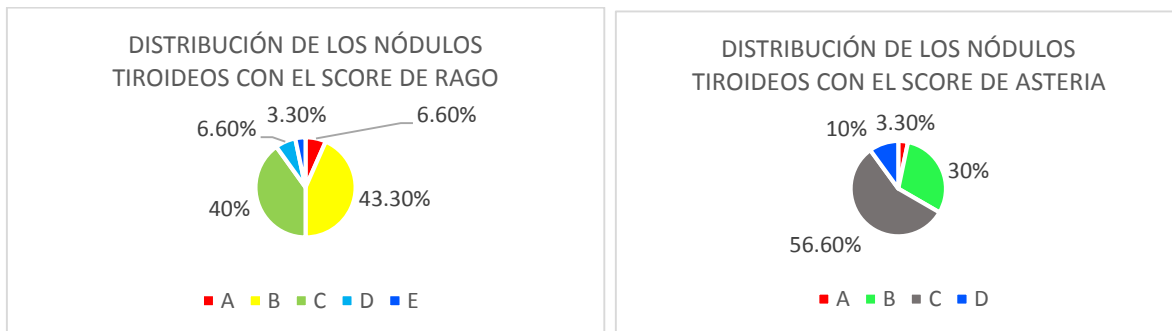 DISTRIBUCIÓN DE LOS NÓDULOS
TIROIDEOS CON EL SCORE DE RAGO
3.30%
6.60%
6.60%
40%
43.30%
A B C D E
DISTRIBUCIÓN DE LOS NÓDULOS
TIROIDEOS CON EL SCORE DE ASTERIA
10%
3.30%
30%
56.60%
A B C D